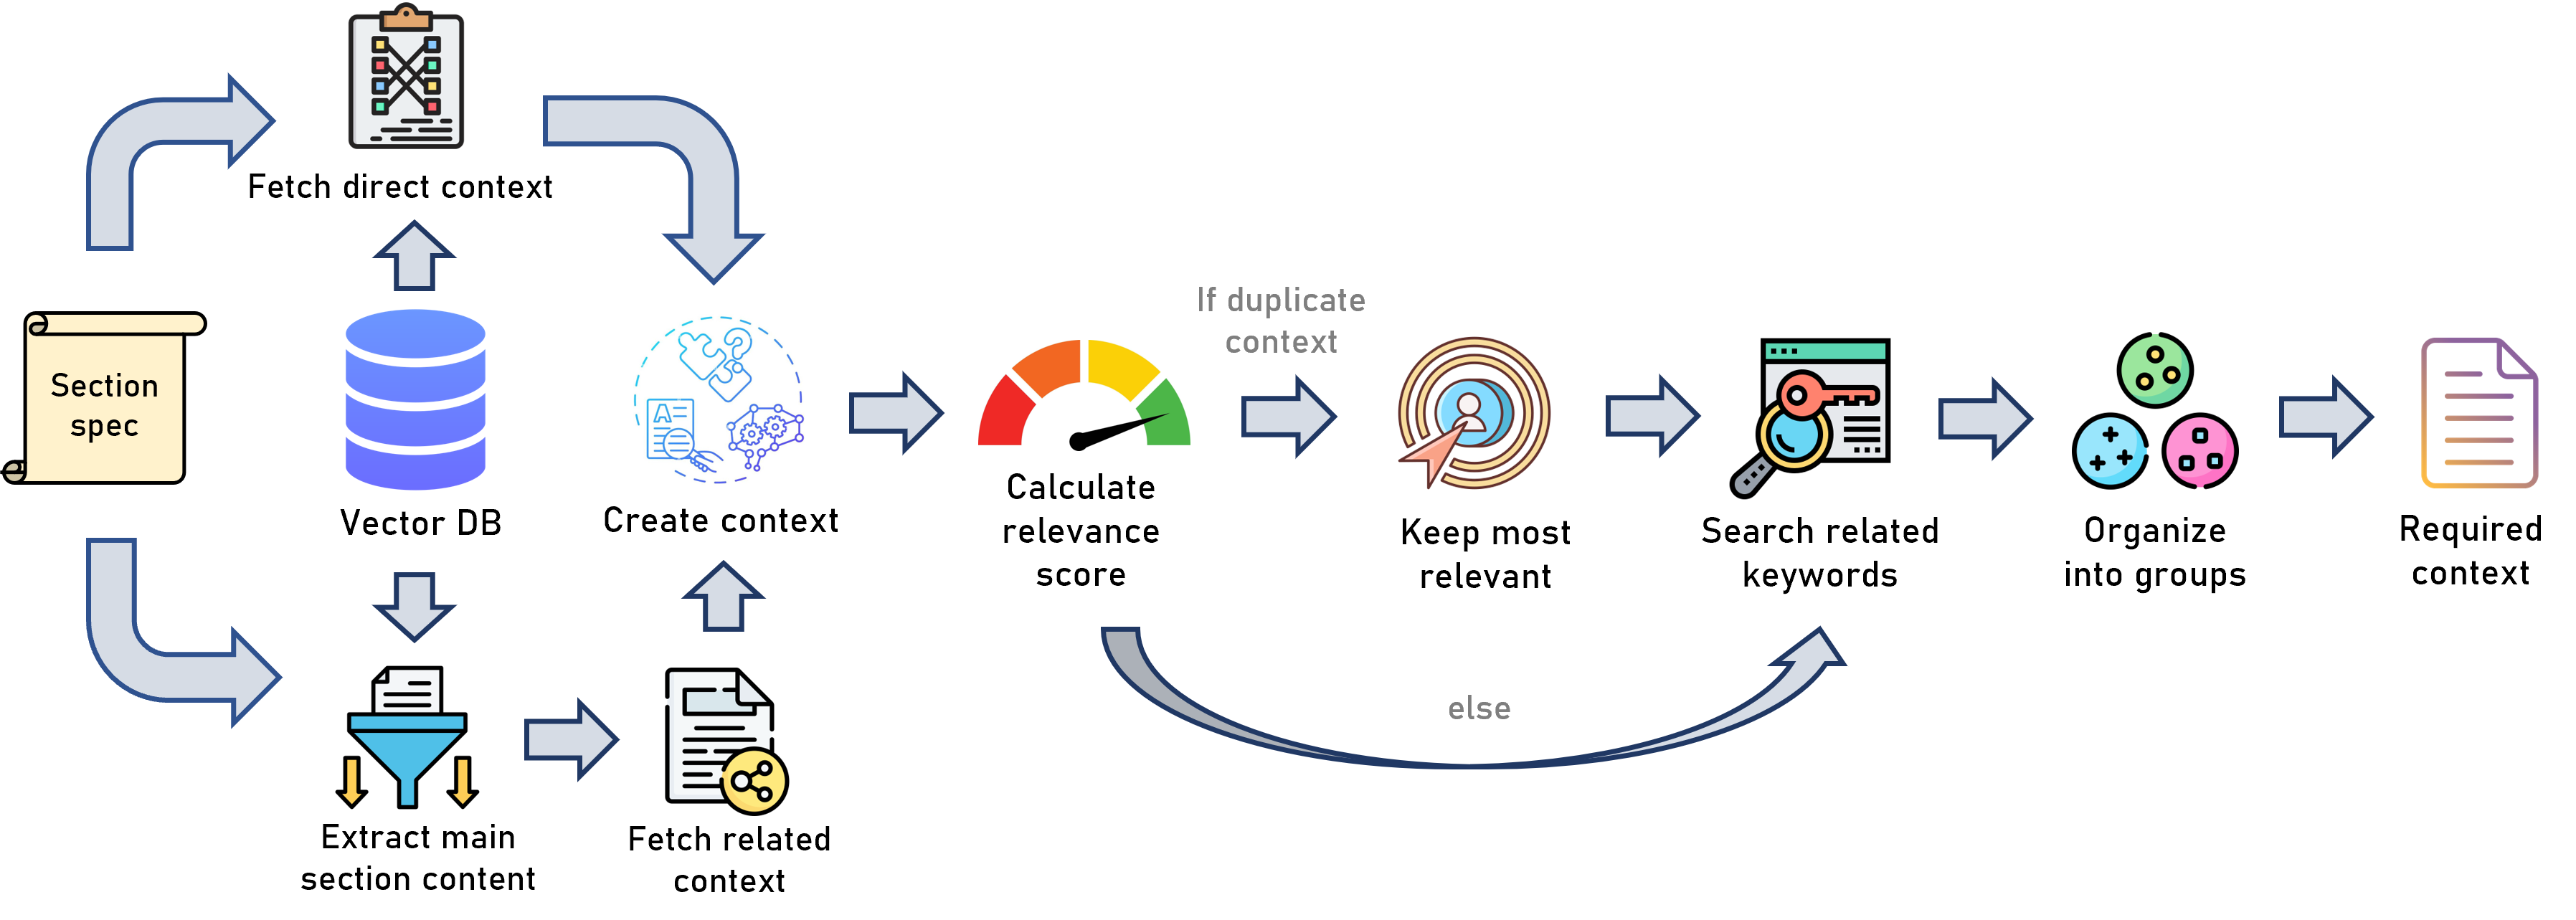 Fetch direct context
Section
spec
Vector DB
Create context
Extract main
section content
Fetch related
context
Calculate
relevance
score
If duplicate
context
else
Keep most
relevant
Search related
keywords
Organize
into groups
Required
context